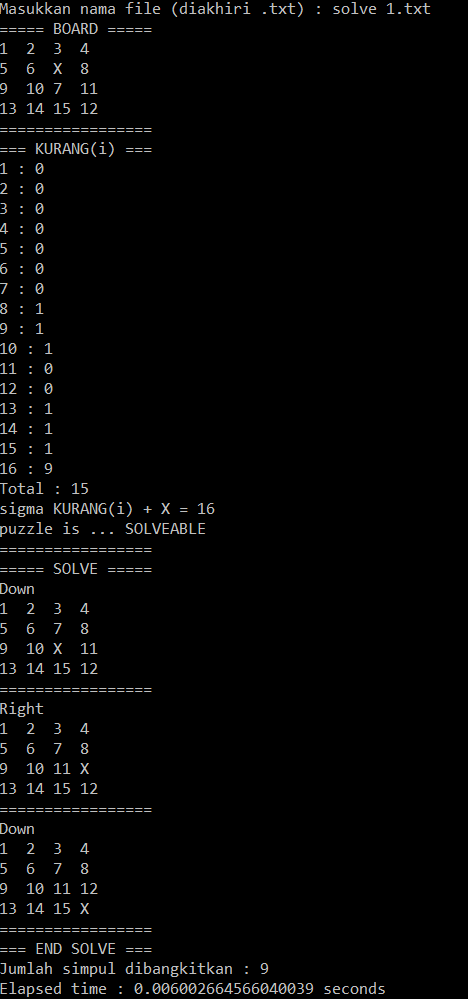 Masukkan nama file (diakhiri .txt) : solve 1.txt
===== BOARD =====
1  2  3  4
5  6  X  8
9  10 7  11
13 14 15 12
=================
=== KURANG(i) ===
1 : 0
2 : 0
3 : 0
4 : 0
5 : 0
6 : 0
7 : 0
8 : 1
9 : 1
10 : 1
11 : 0
12 : 0
13 : 1
14 : 1
15 : 1
16 : 9
Total : 15
sigma KURANG(i) + X = 16
puzzle is ... SOLVEABLE
=================
===== SOLVE =====
Down
1  2  3  4
5  6  7  8
9  10 X  11
13 14 15 12
=================
Right
1  2  3  4
5  6  7  8
9  10 11 X
13 14 15 12
=================
Down
1  2  3  4
5  6  7  8
9  10 11 12
13 14 15 X
=================
=== END SOLVE ===
Jumlah simpul dibangkitan : 9
Elapsed time : 0.006002664566040039 seconds